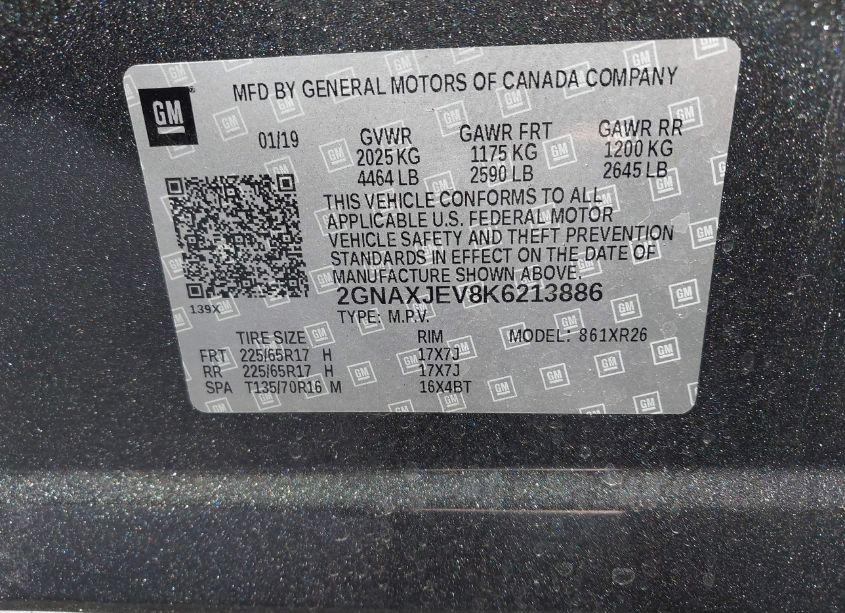 MFD BY GENERAL MOTORS OF CANADA COMPANY
GM
01/19 GVWR GAWR FRT GAWR RR
2025 KG 1175 KG 1200 KG
4464 LB 2590 LB 2645 LB
THIS VEHICLE CONFORMS TO ALL
APPLICABLE U.S. FEDERAL MOTOR
VEHICLE SAFETY AND THEFT PREVENTION
STANDARDS IN EFFECT ON THE DATE OF
MANUFACTURE SHOWN ABOVE.
139X 2GNAXJEV8K6213886
TYPE: M.P.V.
TIRE SIZE RIM MODEL: 861XR26
FRT 225/65R17 H 17X7J
RR 225/65R17 H 17X7J
SPA T135/70R16 M 16X4BT